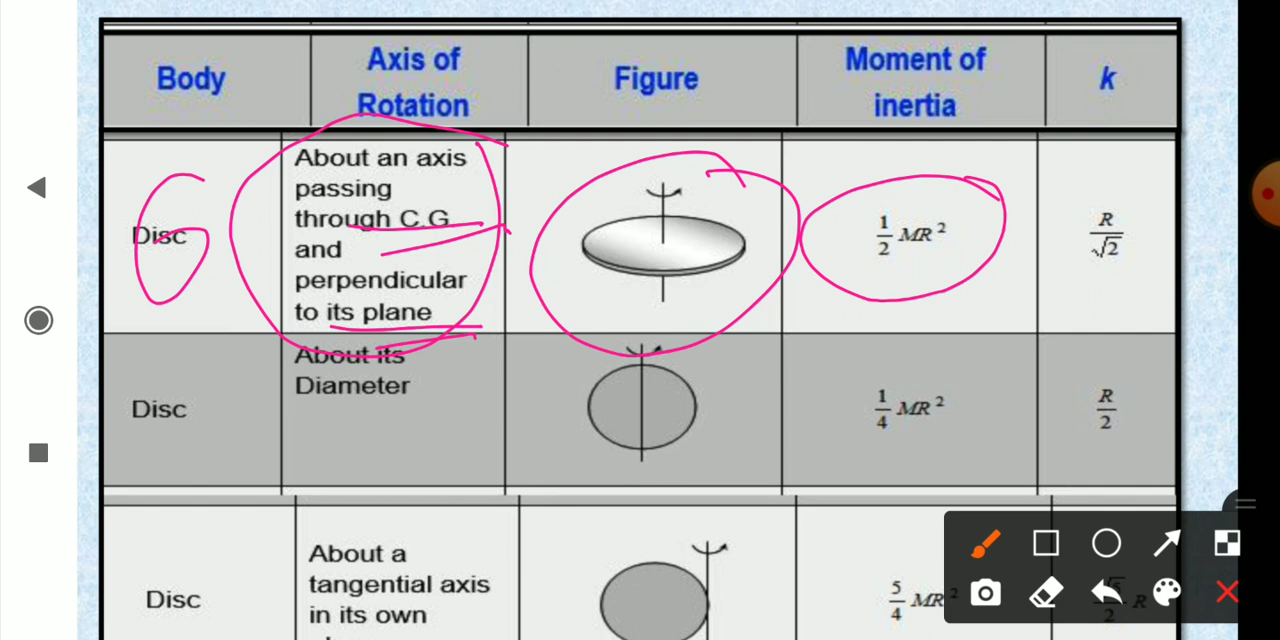 Body
Axis of
Rotation
Figure
Moment of
inertia
k
Disc
About an axis
passing
through C.G
and
perpendicular
to its plane
1/2 MR²
R/√2
Disc
About its
Diameter
1/4 MR²
R/2
Disc
About a
tangential axis
in its own
5/4 MR²
2 R